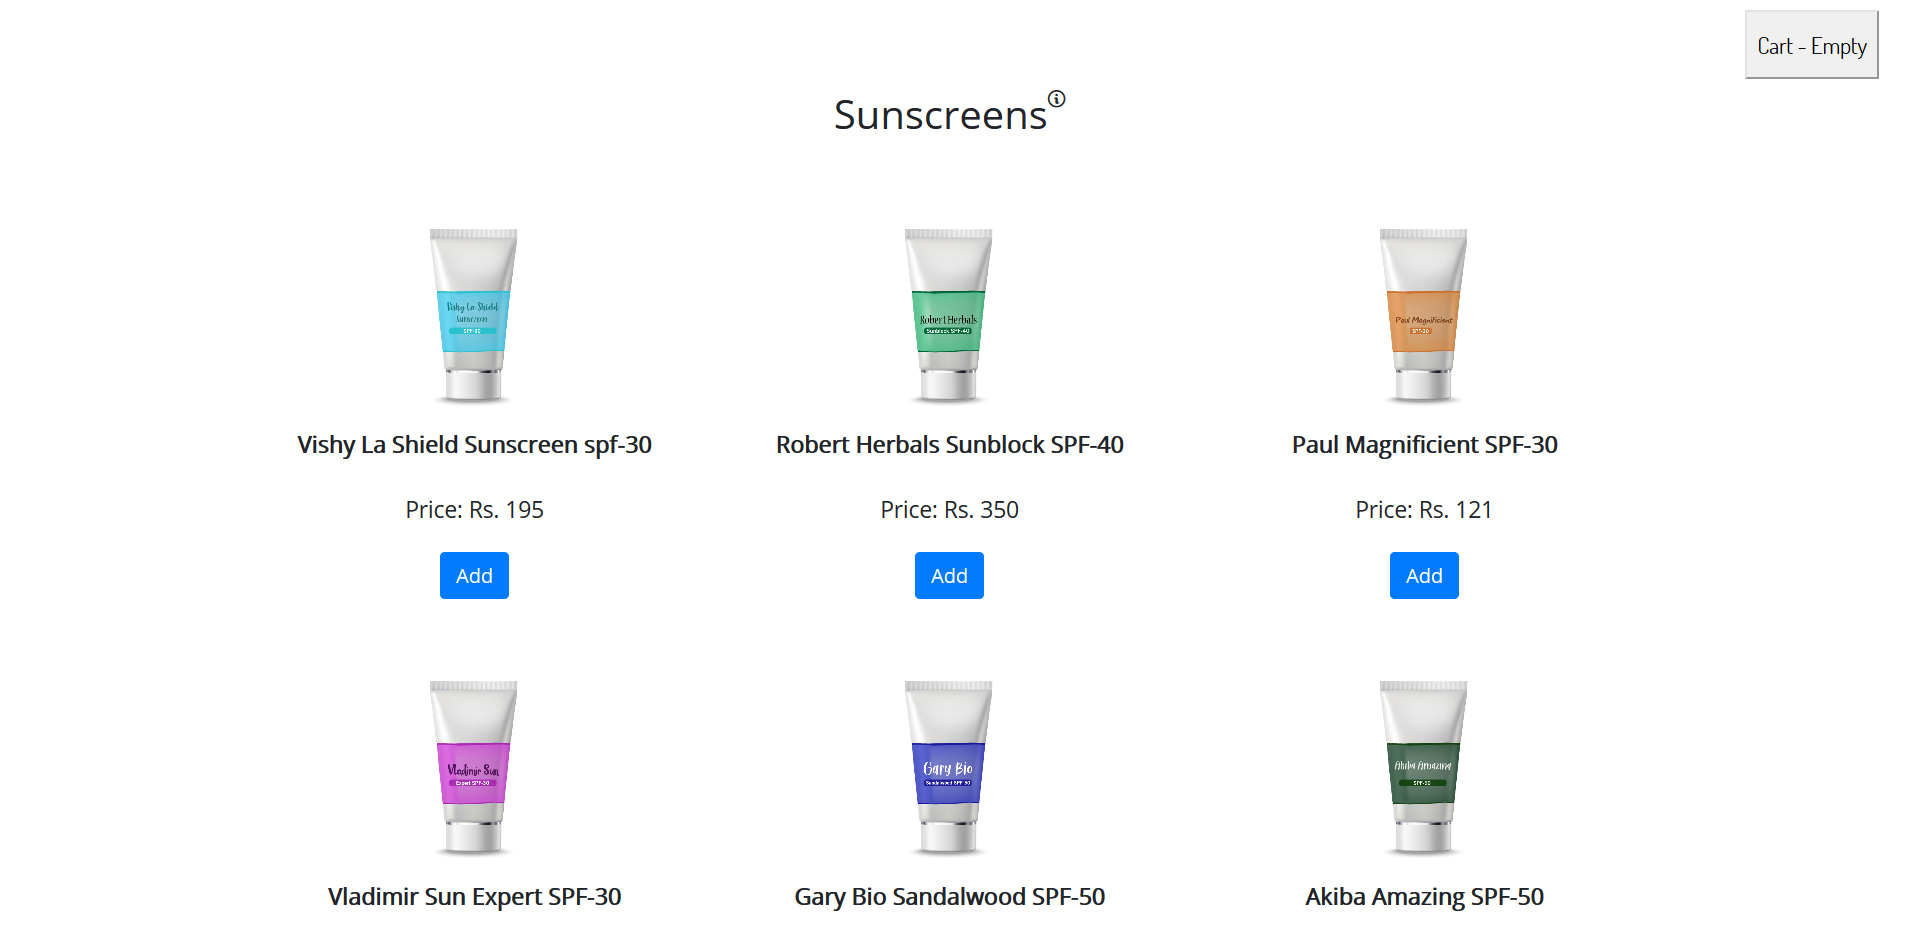 Cart - Empty
Sunscreens
Vishy La Shield
Sunscreen
SPF-30
Robert Herbals
Sunblock SPF-40
Paul Magnificient
SPF-30
Vishy La Shield Sunscreen spf-30
Robert Herbals Sunblock SPF-40
Paul Magnificient SPF-30
Price: Rs. 195
Price: Rs. 350
Price: Rs. 121
Add
Add
Add
Vladimir Sun
Expert SPF-30
Gary Bio
Sandalwood SPF-50
Akiba Amazing
SPF-50
Vladimir Sun Expert SPF-30
Gary Bio Sandalwood SPF-50
Akiba Amazing SPF-50